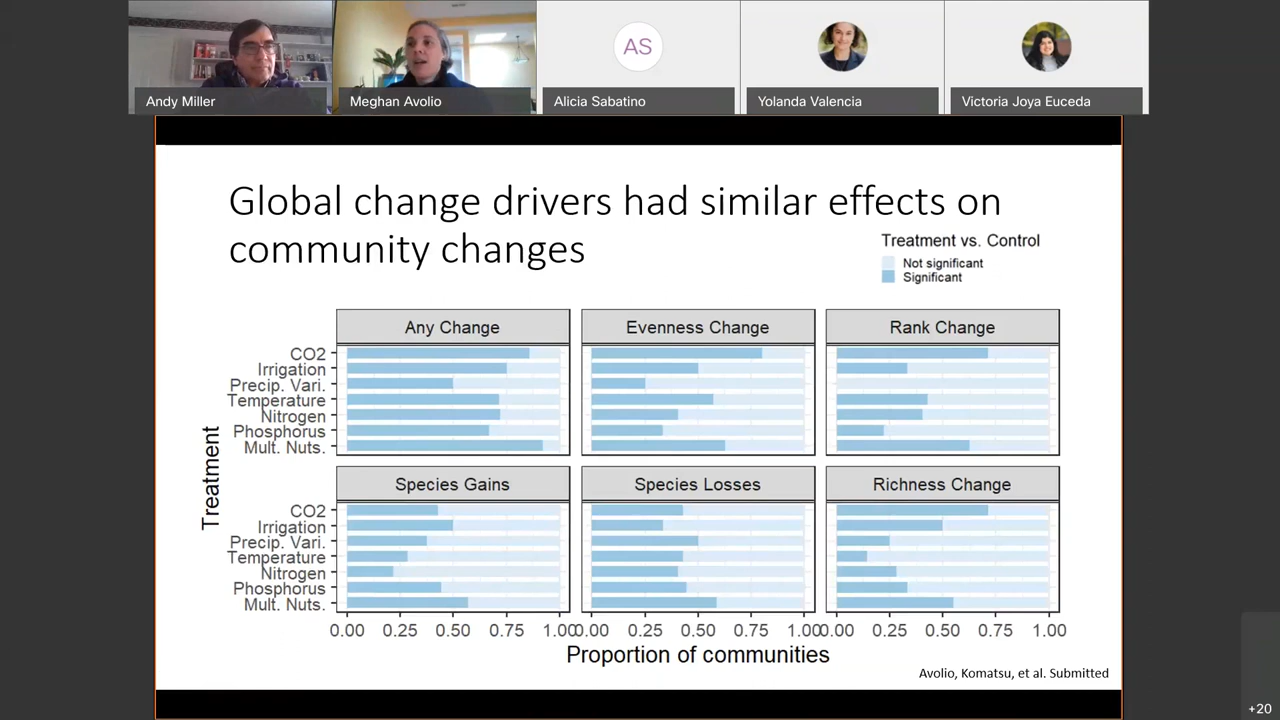 AS
Andy Miller
Meghan Avolio
Alicia Sabatino
Yolanda Valencia
Victoria Joya Euceda
Global change drivers had similar effects on
community changes
Treatment vs. Control
Not significant
Significant
Any Change
Evenness Change
Rank Change
CO2
Irrigation
Precip. Vari.
Temperature
Nitrogen
Phosphorus
Mult. Nuts.
Treatment
Species Gains
Species Losses
Richness Change
CO2
Irrigation
Precip. Vari.
Temperature
Nitrogen
Phosphorus
Mult. Nuts.
0.00 0.25 0.50 0.75 1.00 0.00 0.25 0.50 0.75 1.00 0.00 0.25 0.50 0.75 1.00
Proportion of communities
Avolio, Komatsu, et al. Submitted
+20